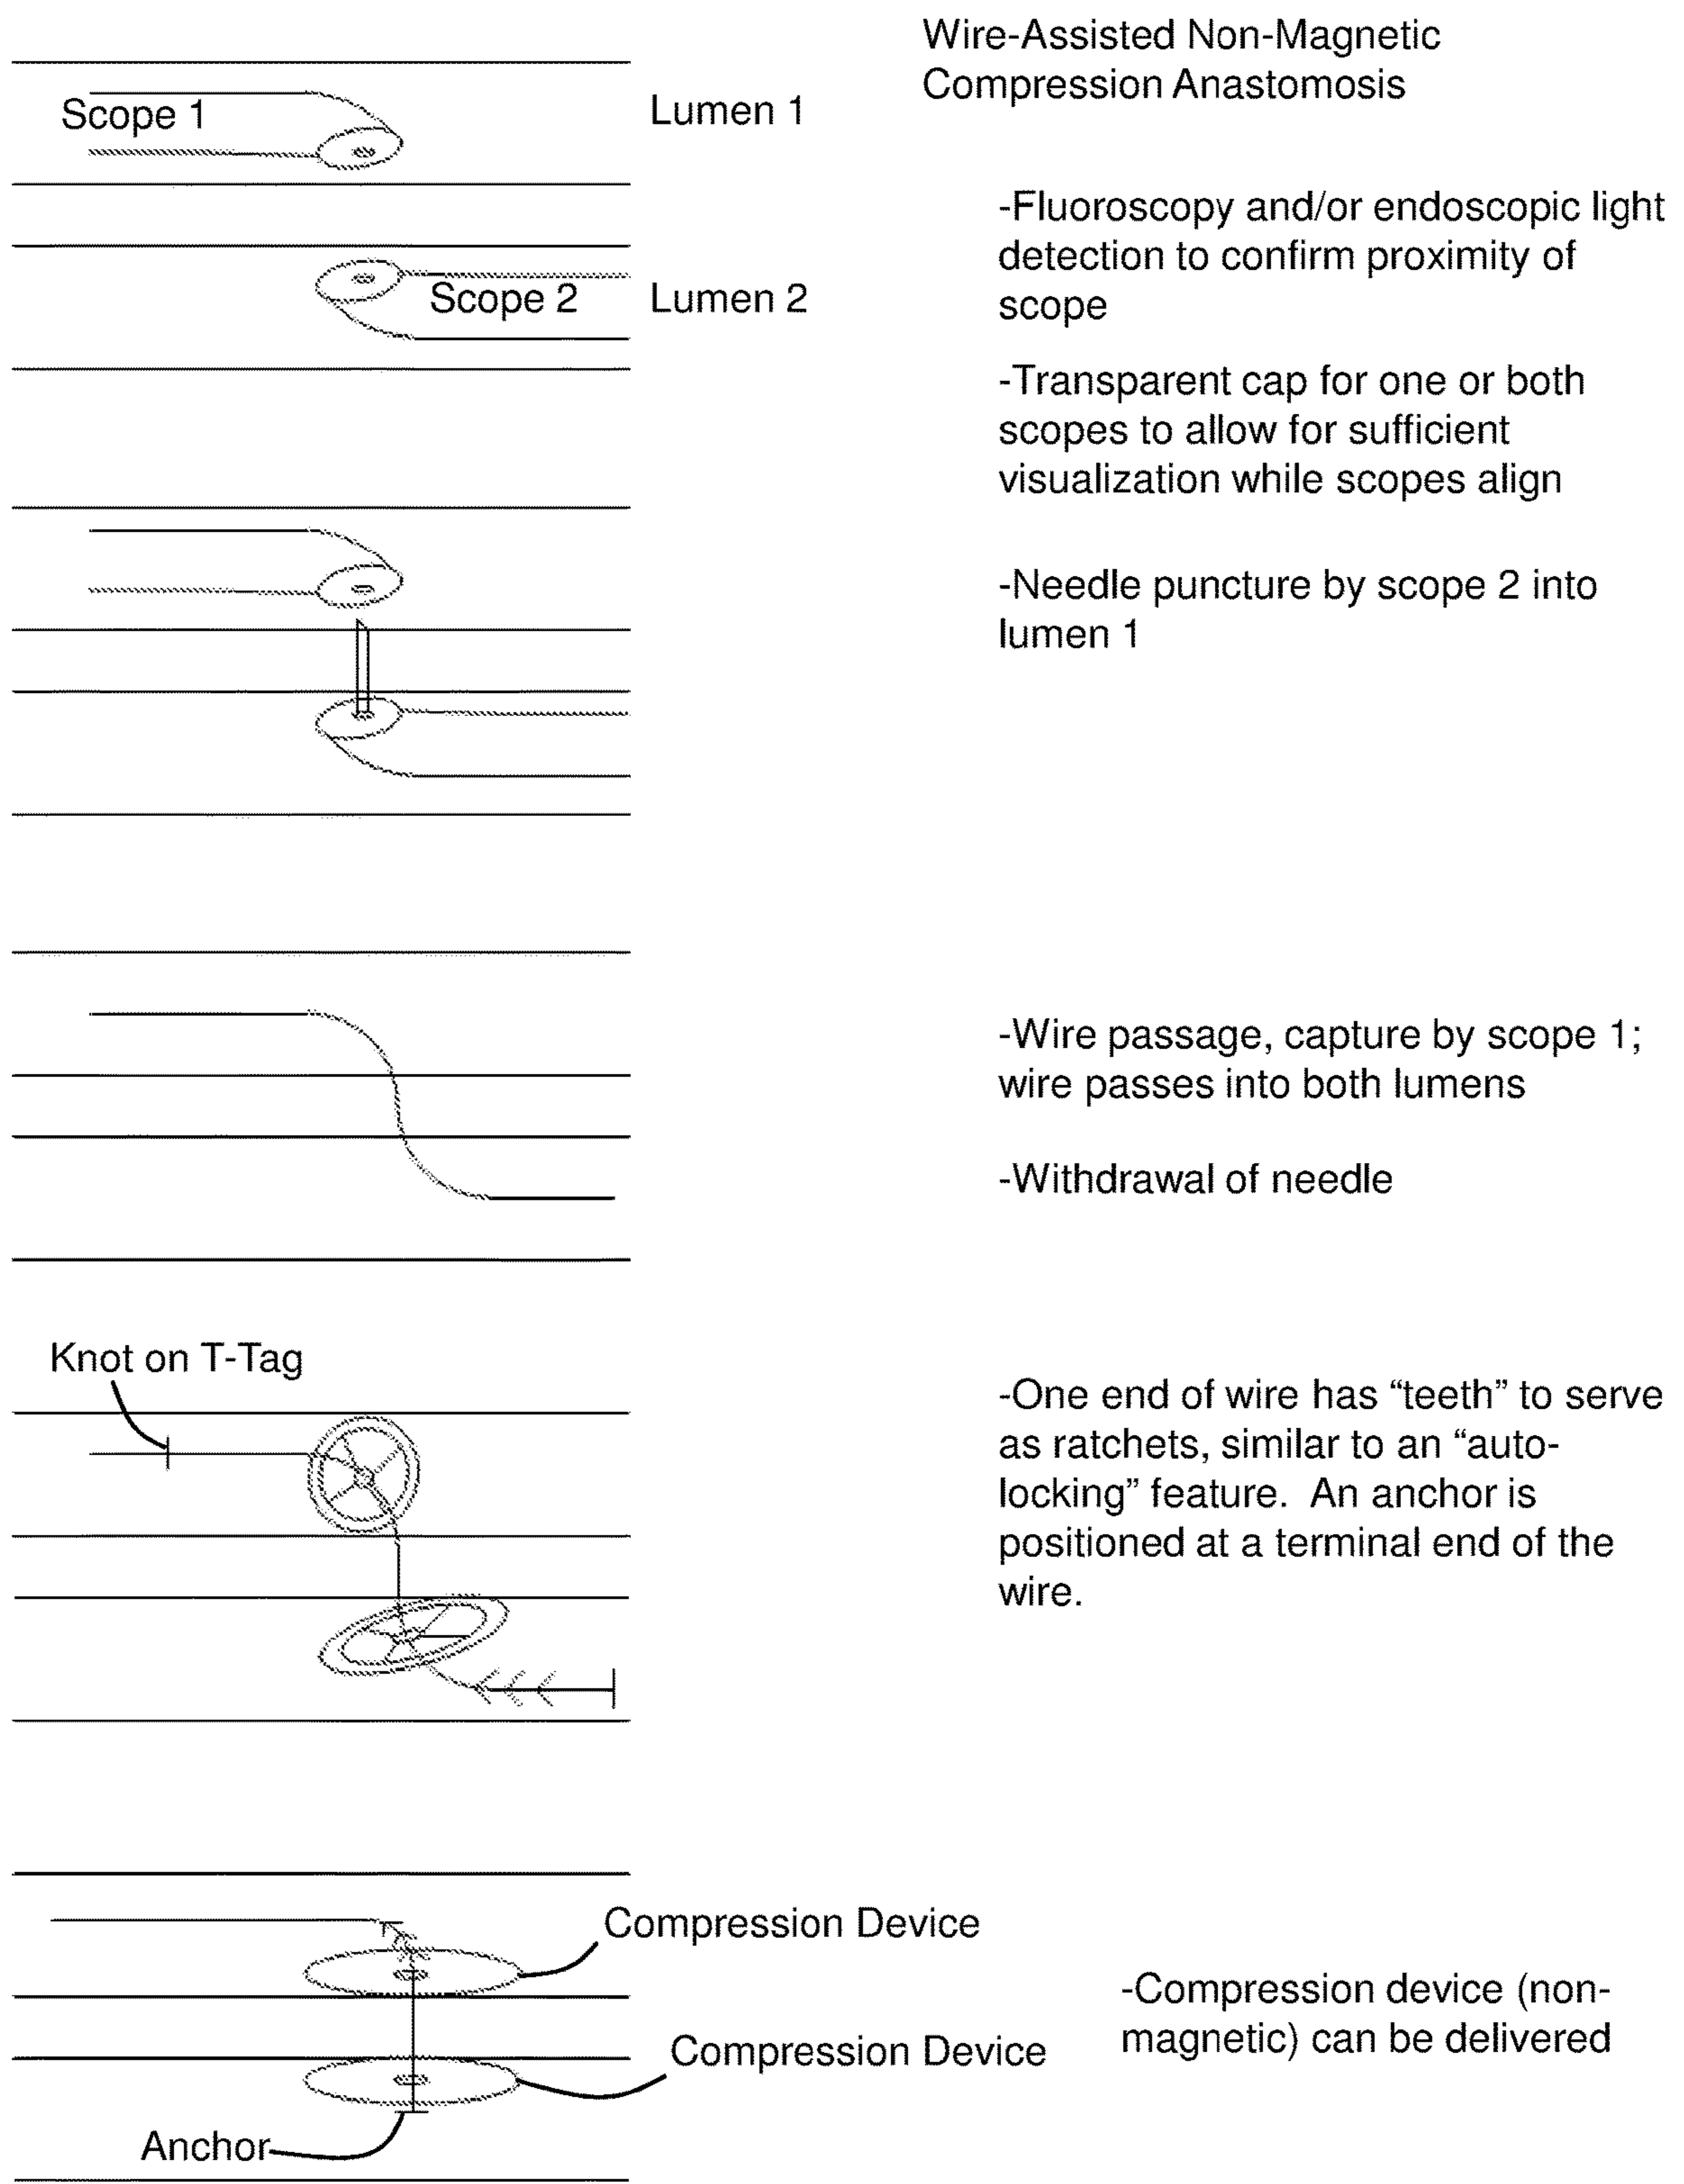 Wire-Assisted Non-Magnetic
Compression Anastomosis
Scope 1
Lumen 1
Scope 2
Lumen 2
-Fluoroscopy and/or endoscopic light
detection to confirm proximity of
scope
-Transparent cap for one or both
scopes to allow for sufficient
visualization while scopes align
-Needle puncture by scope 2 into
lumen 1
-Wire passage, capture by scope 1;
wire passes into both lumens
-Withdrawal of needle
Knot on T-Tag
-One end of wire has “teeth” to serve
as ratchets, similar to an “auto-
locking” feature.  An anchor is
positioned at a terminal end of the
wire.
Compression Device
Compression Device
Anchor
-Compression device (non-
magnetic) can be delivered